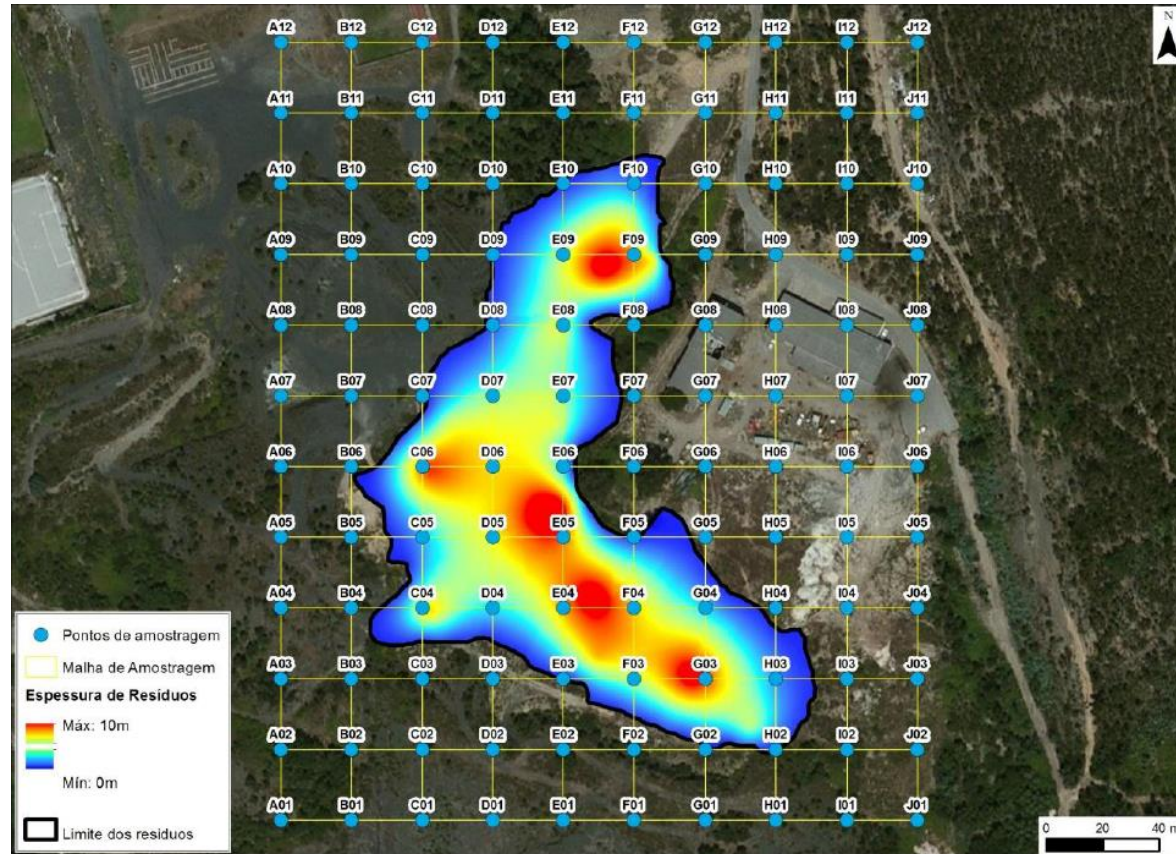 A12 B12 C12 D12 E12 F12 G12 H12 I12 J12
N
A11 B11 C11 D11 E11 F11 G11 H11 I11 J11
A10 B10 C10 D10 E10 F10 G10 H10 I10 J10
A09 B09 C09 D09 E09 F09 G09 H09 I09 J09
A08 B08 C08 D08 E08 F08 G08 H08 I08 J08
A07 B07 C07 D07 E07 F07 G07 H07 I07 J07
A06 B06 C06 D06 E06 F06 G06 H06 I06 J06
A05 B05 C05 D05 E05 F05 G05 H05 I05 J05
A04 B04 C04 D04 E04 F04 G04 H04 I04 J04
A03 B03 C03 D03 E03 F03 G03 H03 I03 J03
A02 B02 C02 D02 E02 F02 G02 H02 I02 J02
A01 B01 C01 D01 E01 F01 G01 H01 I01 J01
Pontos de amostragem
Malha de Amostragem
Espessura de Resíduos
Máx: 10m
Mín: 0m
Limite dos resíduos
0 20 40 m